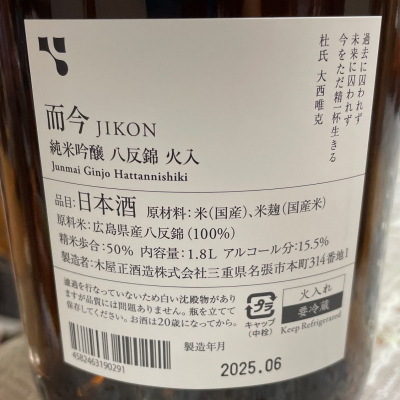 過去に囚われず
未来に囚われず
今をただ精一杯生きる
杜氏 大西唯克
而今 JIKON
純米吟醸 八反錦 火入
Junmai Ginjo Hattannishiki
品目:日本酒 原材料:米(国産)、米麹(国産米)
原料米:広島県産八反錦(100%)
精米歩合:50% 内容量:1.8L アルコール分:15.5%
製造者:木屋正酒造株式会社三重県名張市本町314番地1
濾過を行なっていないため白い沈殿物があり
ますが品質には問題ありません。瓶を立てて
保存してください。お酒は20歳になってから。
プラ
キャップ
(中栓)
火入れ
要冷蔵
Keep Refrigerated
4582463190291
製造年月
2025.06